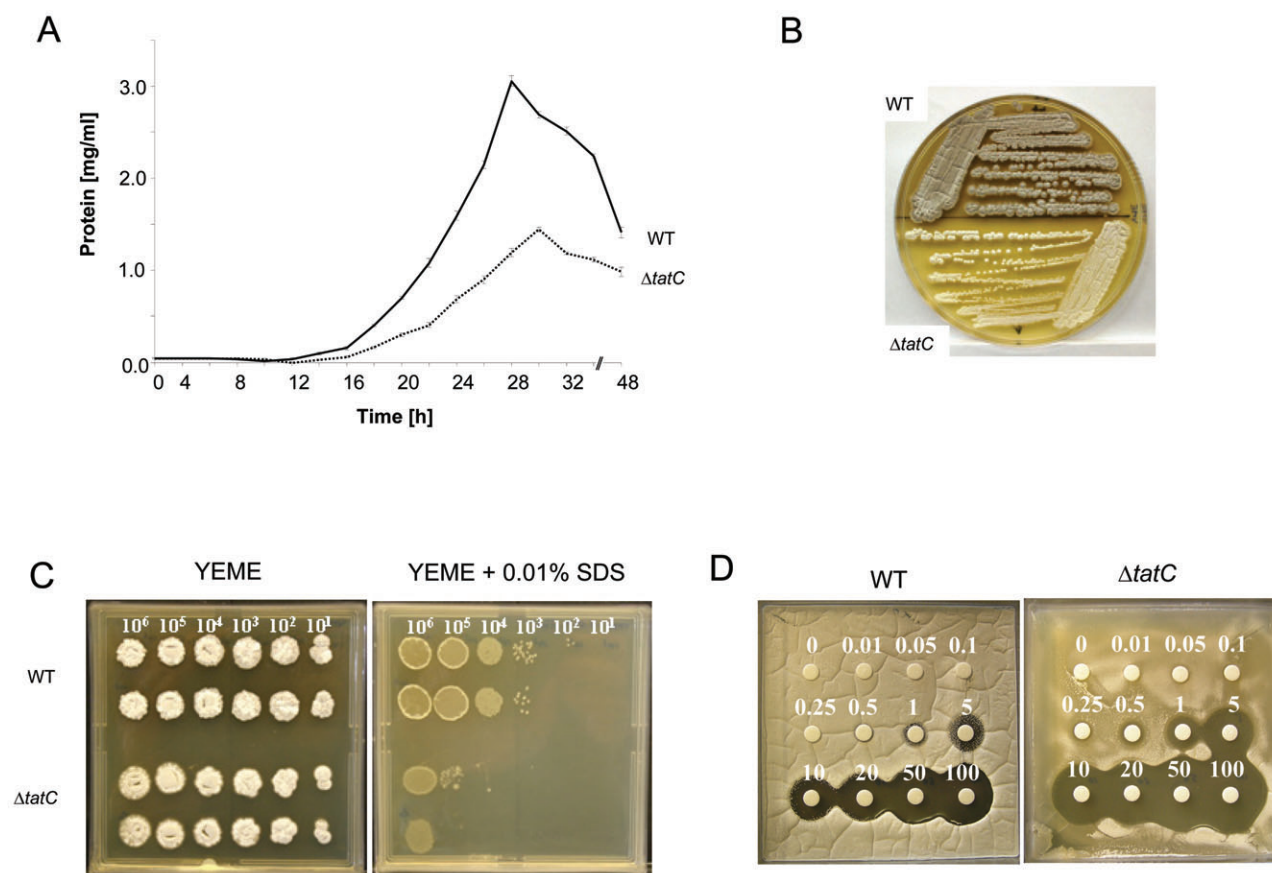 A
3.0
2.0
1.0
0.0
Protein [mg/ml]
0 4 8 12 16 20 24 28 32 48
Time [h]
WT
ΔtatC
B
WT
ΔtatC
C
YEME
YEME + 0.01% SDS
10⁶ 10⁵ 10⁴ 10³ 10² 10¹
10⁶ 10⁵ 10⁴ 10³ 10² 10¹
WT
ΔtatC
D
WT
ΔtatC
0 0.01 0.05 0.1
0.25 0.5 1 5
10 20 50 100
0 0.01 0.05 0.1
0.25 0.5 1 5
10 20 50 100